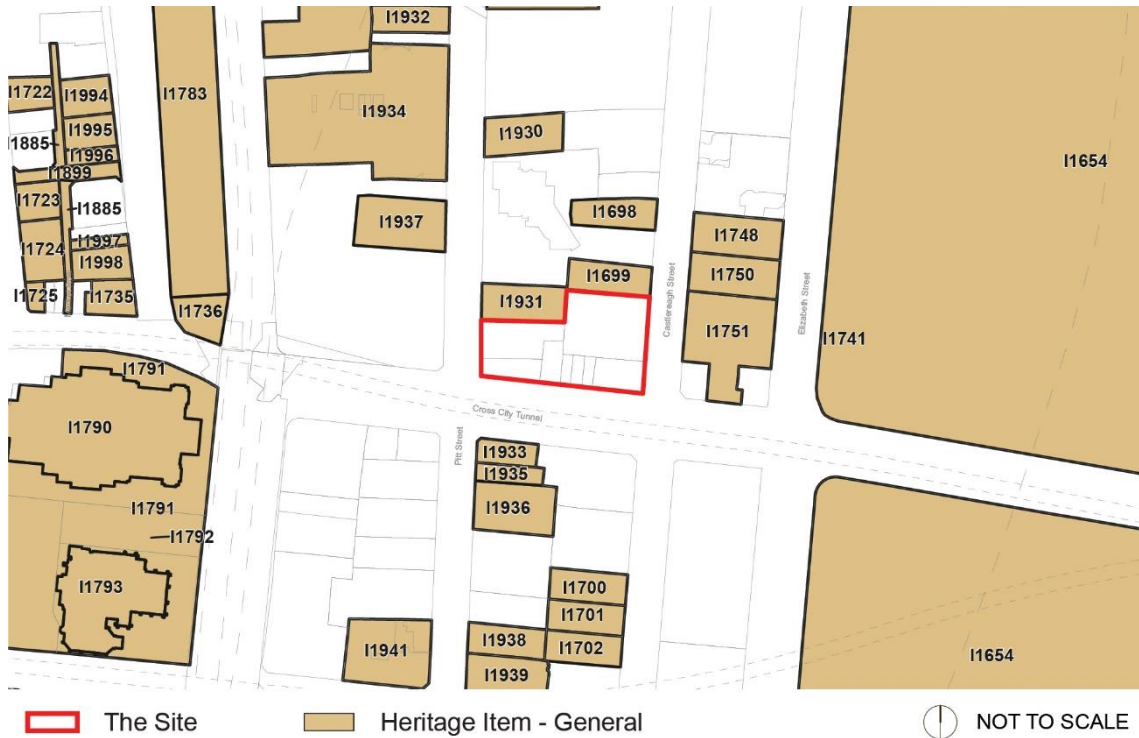 I1932
I1722
I1994
I1783
I1934
I1654
I1995
I1930
I1885
I1996
I1899
I1723
I1885
I1937
I1698
I1724
I1997
I1998
I1748
I1699
I1750
I1725
I1735
I1736
I1931
Castlereagh Street
I1751
Elizabeth Street
I1741
I1791
Cross City Tunnel
I1790
Pitt Street
I1933
I1935
I1936
I1791
I1792
I1793
I1700
I1701
I1938
I1702
I1941
I1939
I1654
The Site
Heritage Item - General
NOT TO SCALE